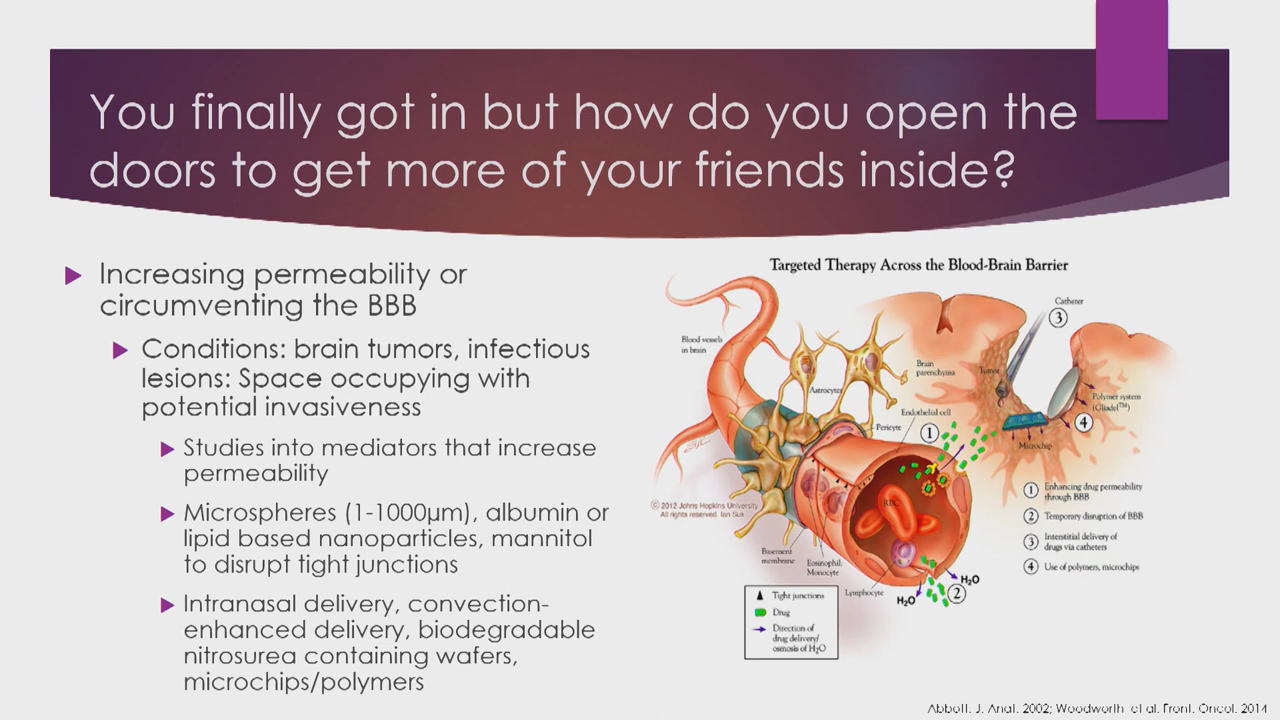 You finally got in but how do you open the
doors to get more of your friends inside?
Increasing permeability or
circumventing the BBB
Conditions: brain tumors, infectious
lesions: Space occupying with
potential invasiveness
Studies into mediators that increase
permeability
Microspheres (1-1000µm), albumin or
lipid based nanoparticles, mannitol
to disrupt tight junctions
Intranasal delivery, convection-
enhanced delivery, biodegradable
nitrosurea containing wafers,
microchips/polymers
Targeted Therapy Across the Blood-Brain Barrier
Catheter
3
Blood vessels
in brain
Brain
parenchyma
Tumor
Astrocytes
Polymer system
(Gliadel™)
Endothelial cell
4
Pericyte
1
Microchip
RBC
© 2012 Johns Hopkins University
All rights reserved. Ian Suk
Basement
membrane
Eosinophil;
Monocyte
Lymphocyte
H2O
H2O
2
1 Enhancing drug permeability
through BBB
2 Temporary disruption of BBB
3 Interstitial delivery of
drugs via catheters
4 Use of polymers, microchips
Tight junctions
Drug
Direction of
drug delivery/
osmosis of H2O
Abbott. J. Anat. 2002; Woodworth et al. Front. Oncol. 2014